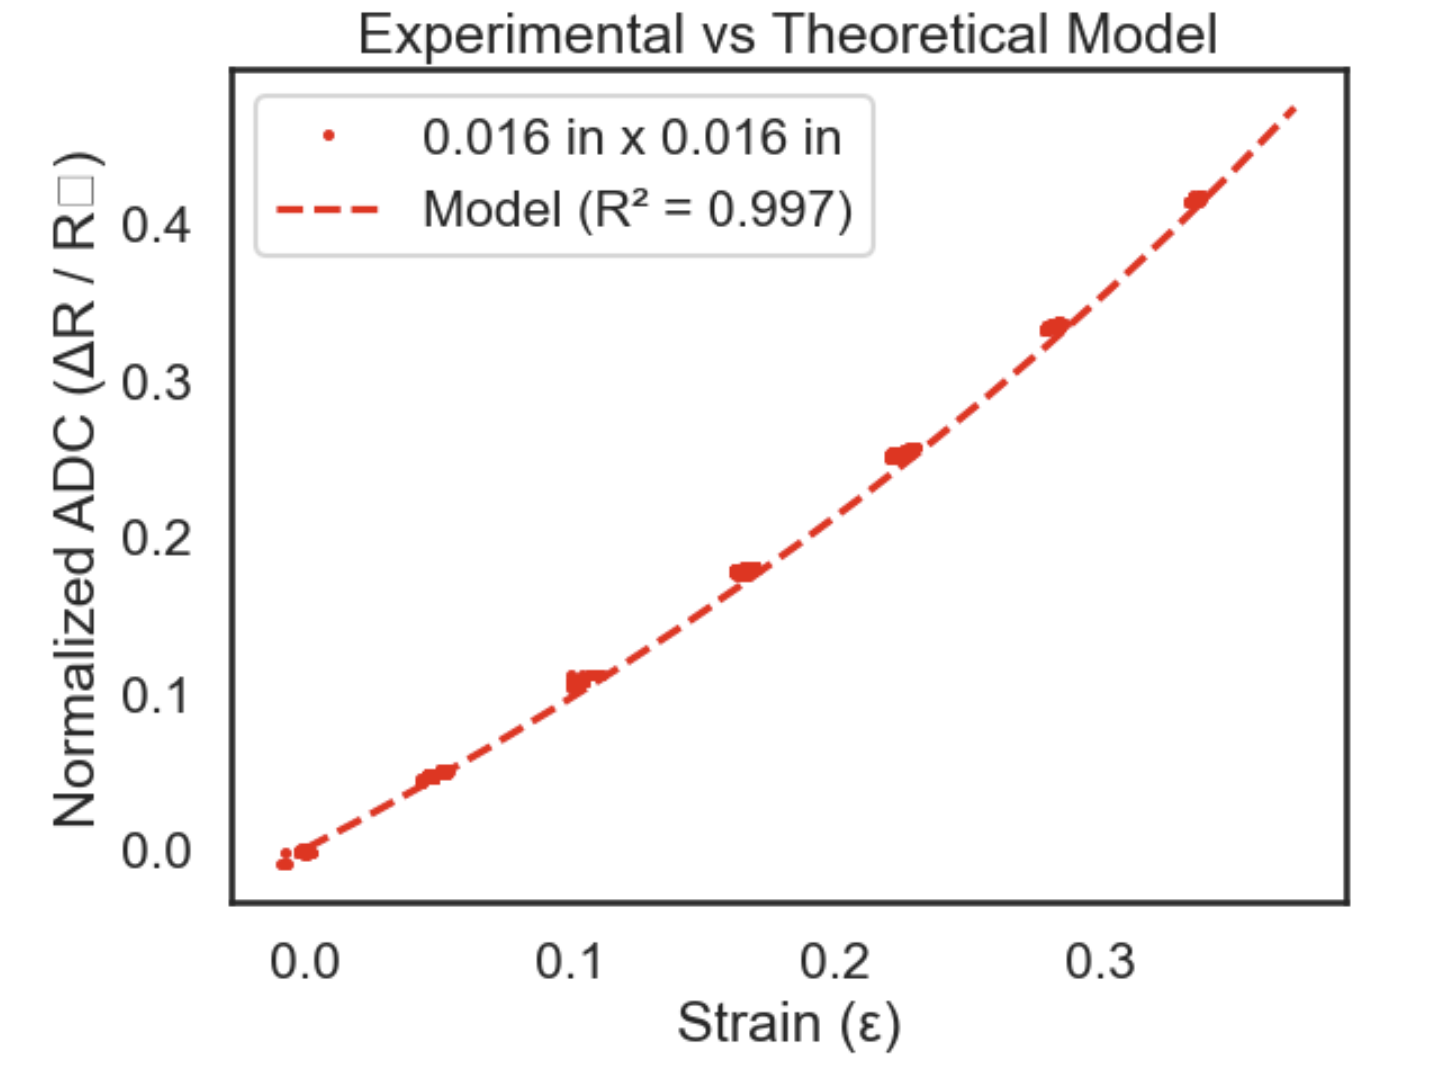 Experimental vs Theoretical Model
0.016 in x 0.016 in
Model (R² = 0.997)
Normalized ADC (ΔR / R□)
0.4
0.3
0.2
0.1
0.0
0.0 0.1 0.2 0.3
Strain (ε)